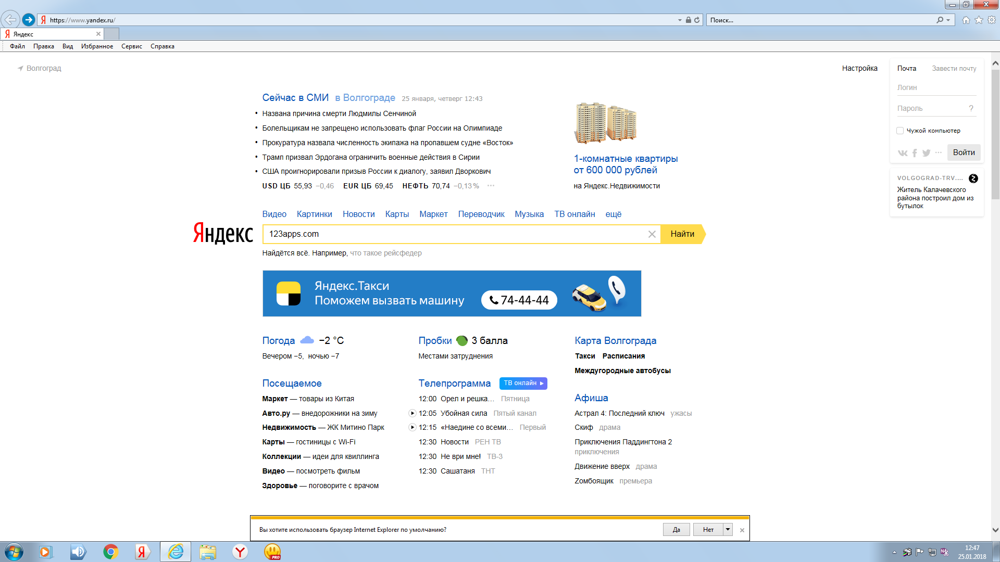 https://www.yandex.ru/
Поиск...
Яндекс
Файл Правка Вид Избранное Сервис Справка
Волгоград
Настройка
Почта Завести почту
Логин
Пароль ?
Чужой компьютер
Войти
VOLGOGRAD-TRV....
Житель Калачевского
района построил дом из
бутылок
Сейчас в СМИ в Волгограде 25 января, четверг 12:43
Названа причина смерти Людмилы Сенчиной
Болельщикам не запрещено использовать флаг России на Олимпиаде
Прокуратура назвала численность экипажа на пропавшем судне «Восток»
Трамп призвал Эрдогана ограничить военные действия в Сирии
США проигнорировали призыв России к диалогу, заявил Дворкович
USD ЦБ 55,93 −0,46 EUR ЦБ 69,45 НЕФТЬ 70,74 −0,13% ···
1-комнатные квартиры
от 600 000 рублей
на Яндекс.Недвижимости
Видео Картинки Новости Карты Маркет Переводчик Музыка ТВ онлайн ещё
Яндекс
123apps.com
Найти
Найдётся всё. Например, что такое рейсфедер
Яндекс.Такси
Поможем вызвать машину
74-44-44
Погода −2 °C
Вечером −5, ночью −7
Пробки 3 балла
Местами затруднения
Карта Волгограда
Такси Расписания
Междугородные автобусы
Посещаемое
Маркет — товары из Китая
Авто.ру — внедорожники на зиму
Недвижимость — ЖК Митино Парк
Карты — гостиницы с Wi-Fi
Коллекции — идеи для квиллинга
Видео — посмотреть фильм
Здоровье — поговорите с врачом
Телепрограмма ТВ онлайн
12:00 Орел и решка... Пятница
12:05 Убойная сила Пятый канал
12:15 «Наедине со всеми... Первый
12:30 Новости РЕН ТВ
12:30 Не ври мне! ТВ-3
12:30 Сашатаня ТНТ
Афиша
Астрал 4: Последний ключ ужасы
Скиф драма
Приключения Паддингтона 2
приключения
Движение вверх драма
Zомбоящик премьера
Вы хотите использовать браузер Internet Explorer по умолчанию?
Да
Нет
PRO
12:47
25.01.2018